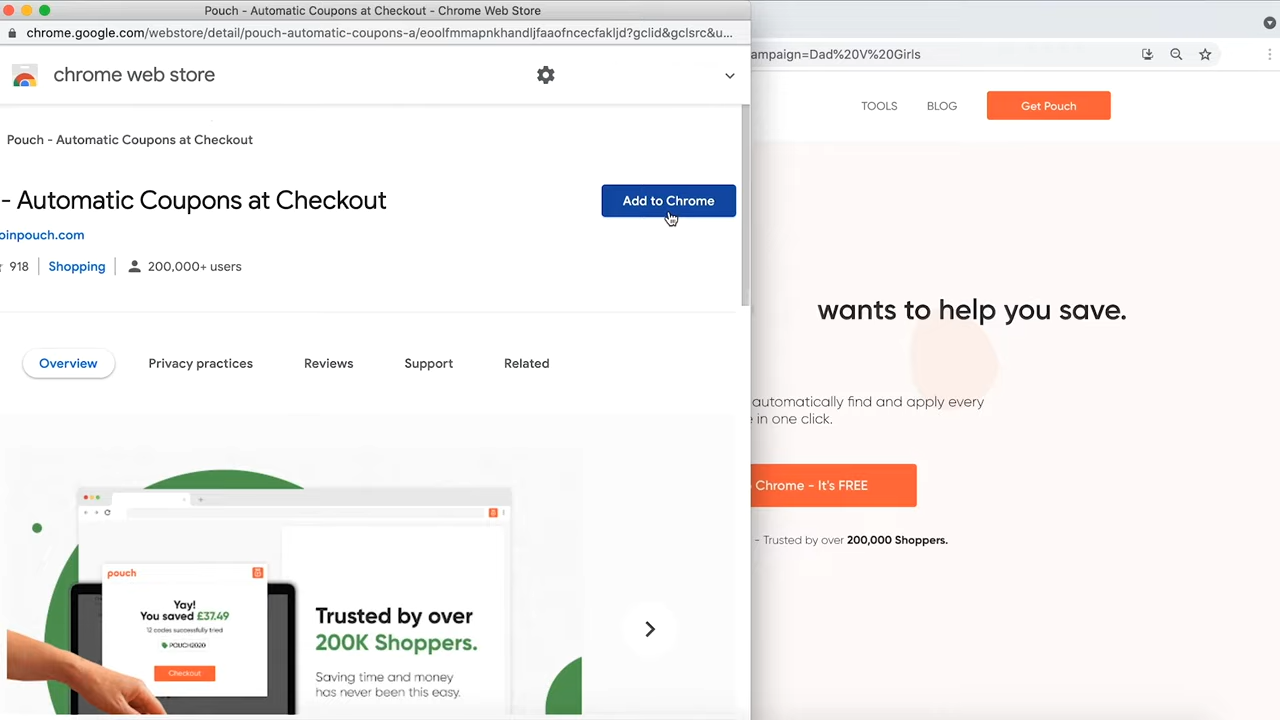 Pouch - Automatic Coupons at Checkout - Chrome Web Store
chrome.google.com/webstore/detail/pouch-automatic-coupons-a/eoolfmmapnkhandljfaaofncecfakljd?gclid&gclsrc&u...
chrome web store
Pouch - Automatic Coupons at Checkout
- Automatic Coupons at Checkout
Add to Chrome
oinpouch.com
918
Shopping
200,000+ users
Overview
Privacy practices
Reviews
Support
Related
pouch
Yay!
You saved £37.49
12 codes successfully tried
POUCH2020
Checkout
Trusted by over
200K Shoppers.
Saving time and money
has never been this easy.
ampaign=Dad%20V%20Girls
TOOLS
BLOG
Get Pouch
wants to help you save.
automatically find and apply every
in one click.
Chrome - It's FREE
- Trusted by over 200,000 Shoppers.